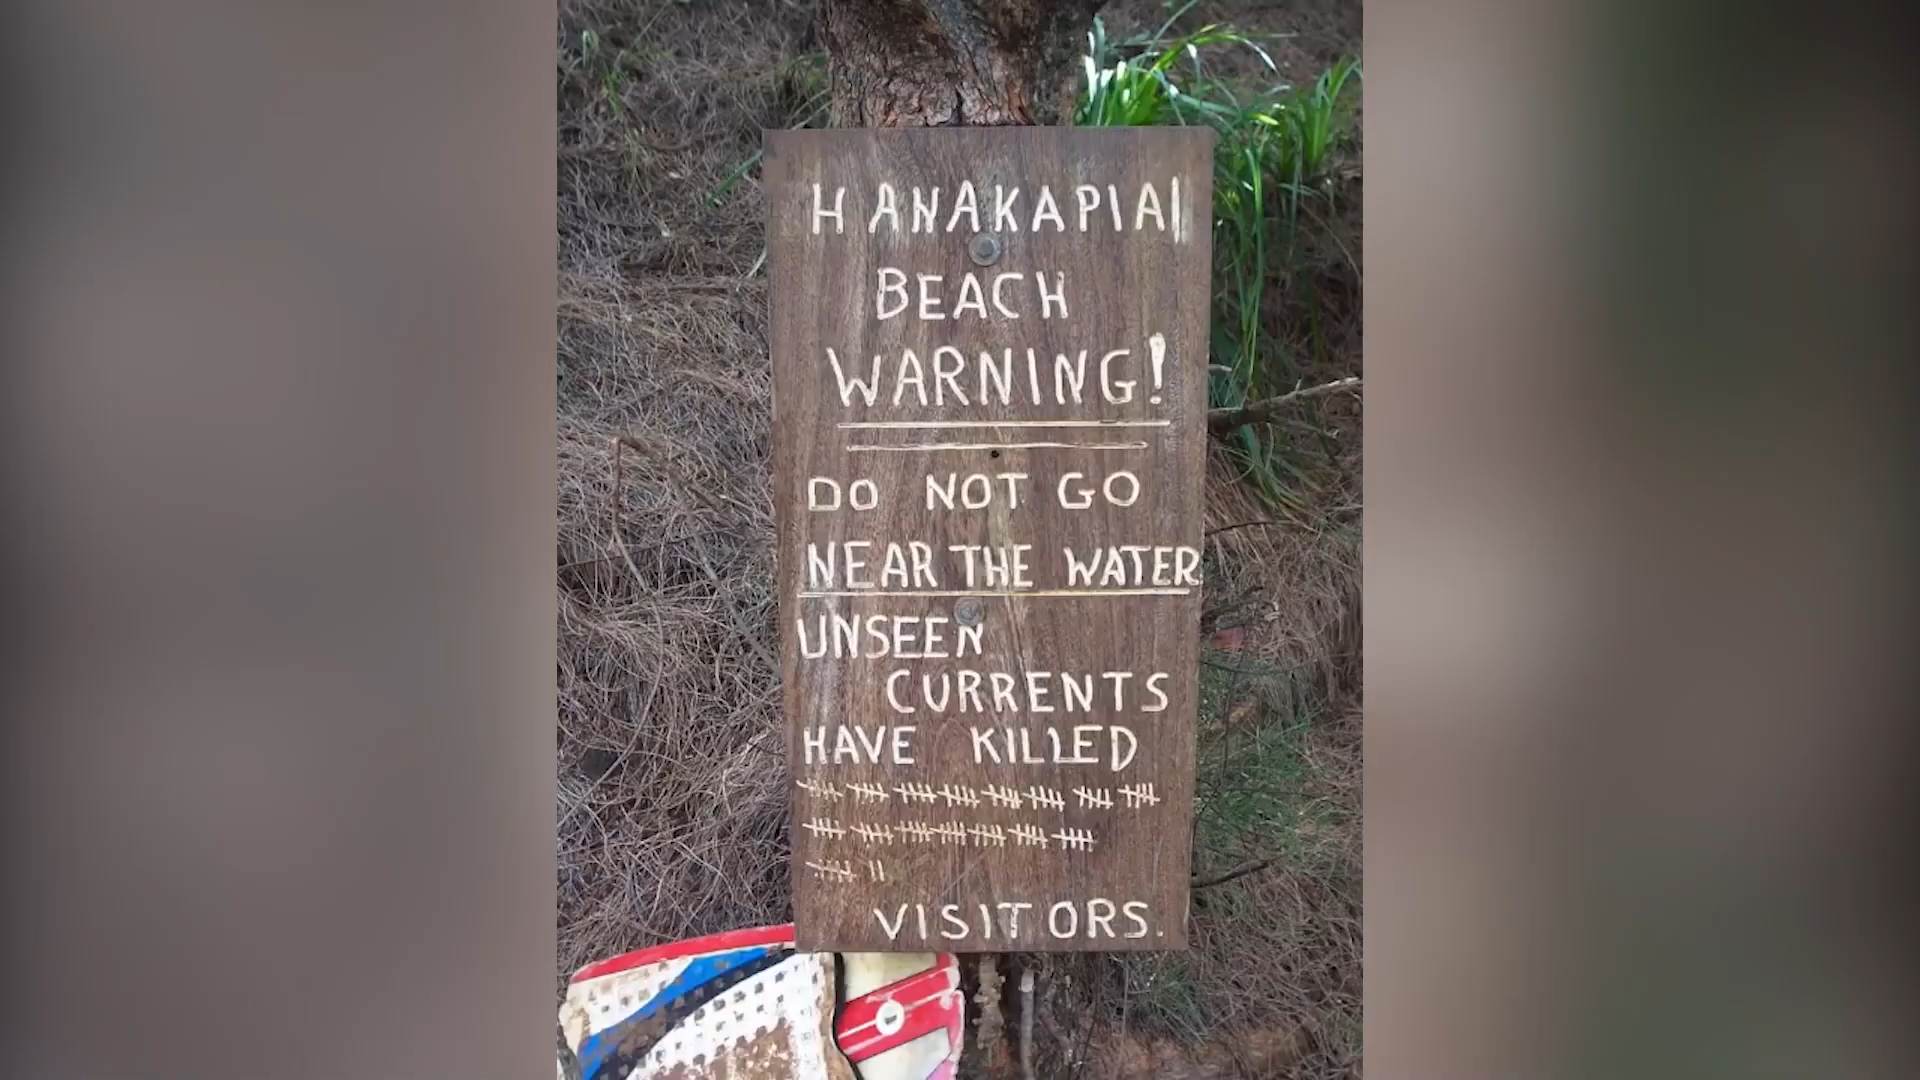 HANAKAPIAI
BEACH
WARNING!
DO NOT GO
NEAR THE WATER
UNSEEN
CURRENTS
HAVE KILLED
VISITORS.